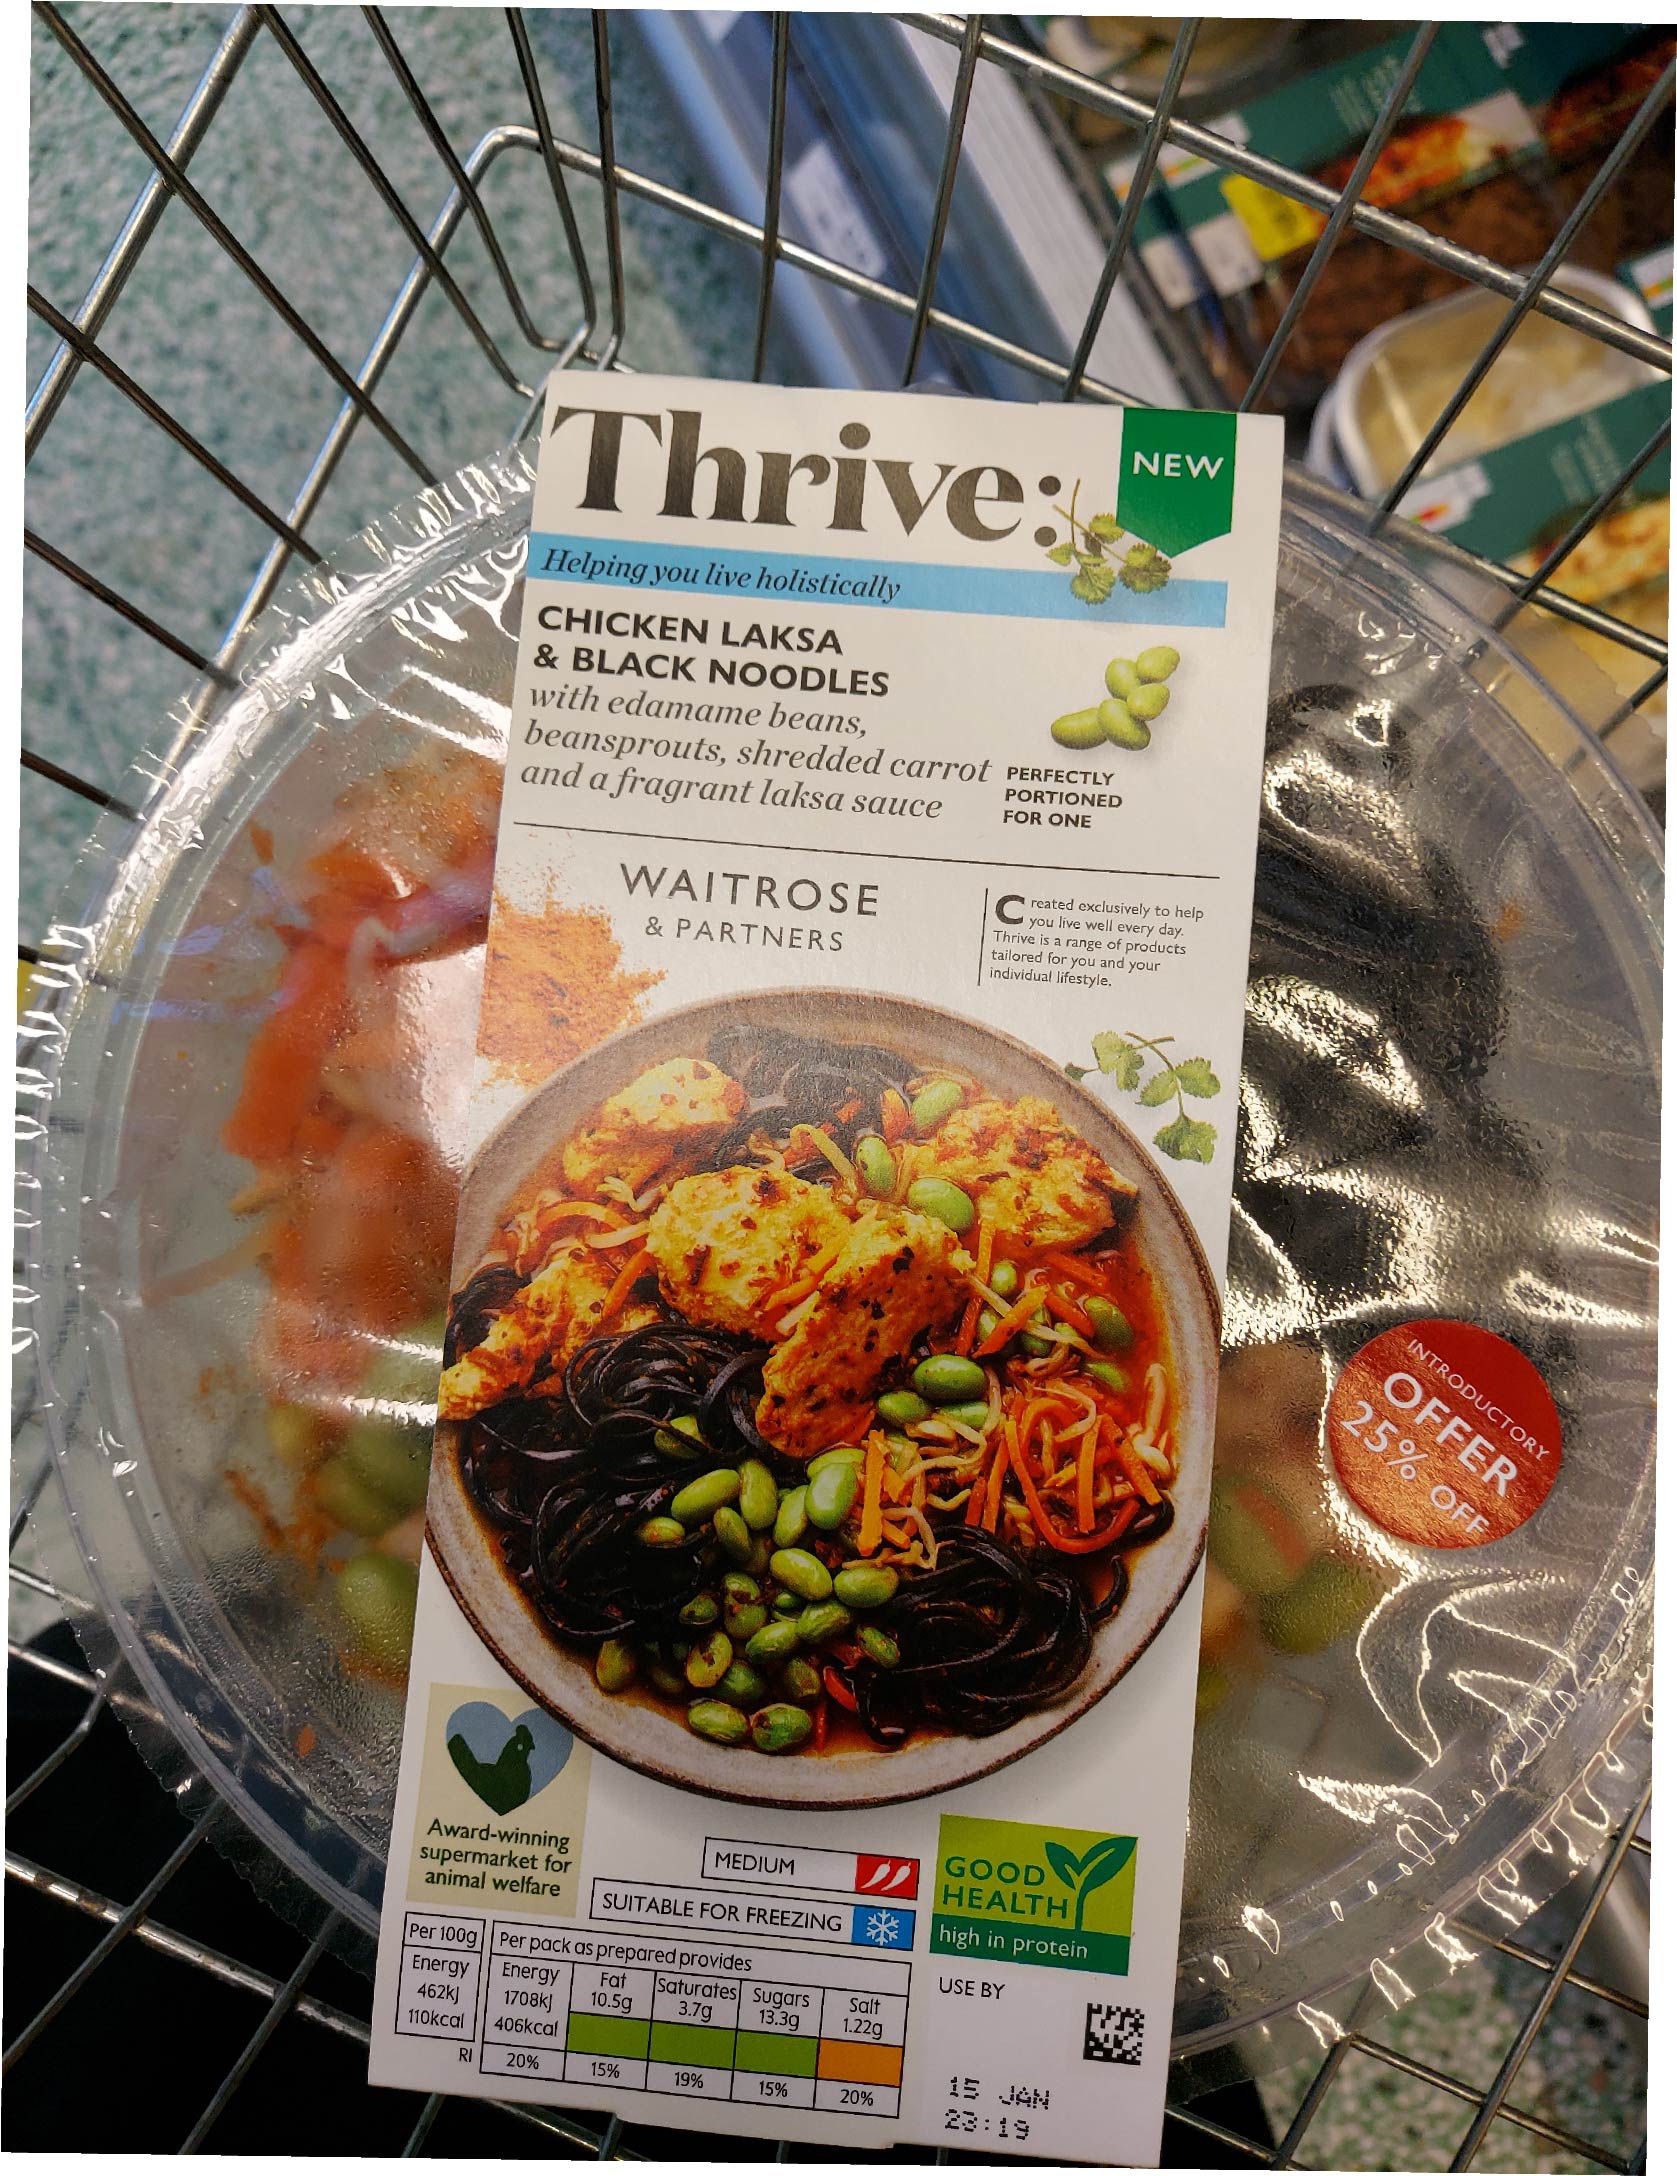 Thrive:
NEW
Helping you live holistically
CHICKEN LAKSA
& BLACK NOODLES
with edamame beans,
beansprouts, shredded carrot
and a fragrant laksa sauce
PERFECTLY
PORTIONED
FOR ONE
WAITROSE
& PARTNERS
Created exclusively to help
you live well every day.
Thrive is a range of products
tailored for you and your
individual lifestyle.
INTRODUCTORY
OFFER
25% OFF
Award-winning
supermarket for
animal welfare
MEDIUM
SUITABLE FOR FREEZING
GOOD
HEALTH
high in protein
Per 100g
Energy
462kJ
110kcal
RI
Per pack as prepared provides
Energy
1708kJ
406kcal
20%
Fat
10.5g
15%
Saturates
3.7g
19%
Sugars
13.3g
15%
Salt
1.22g
20%
USE BY
15 JAN
23:19